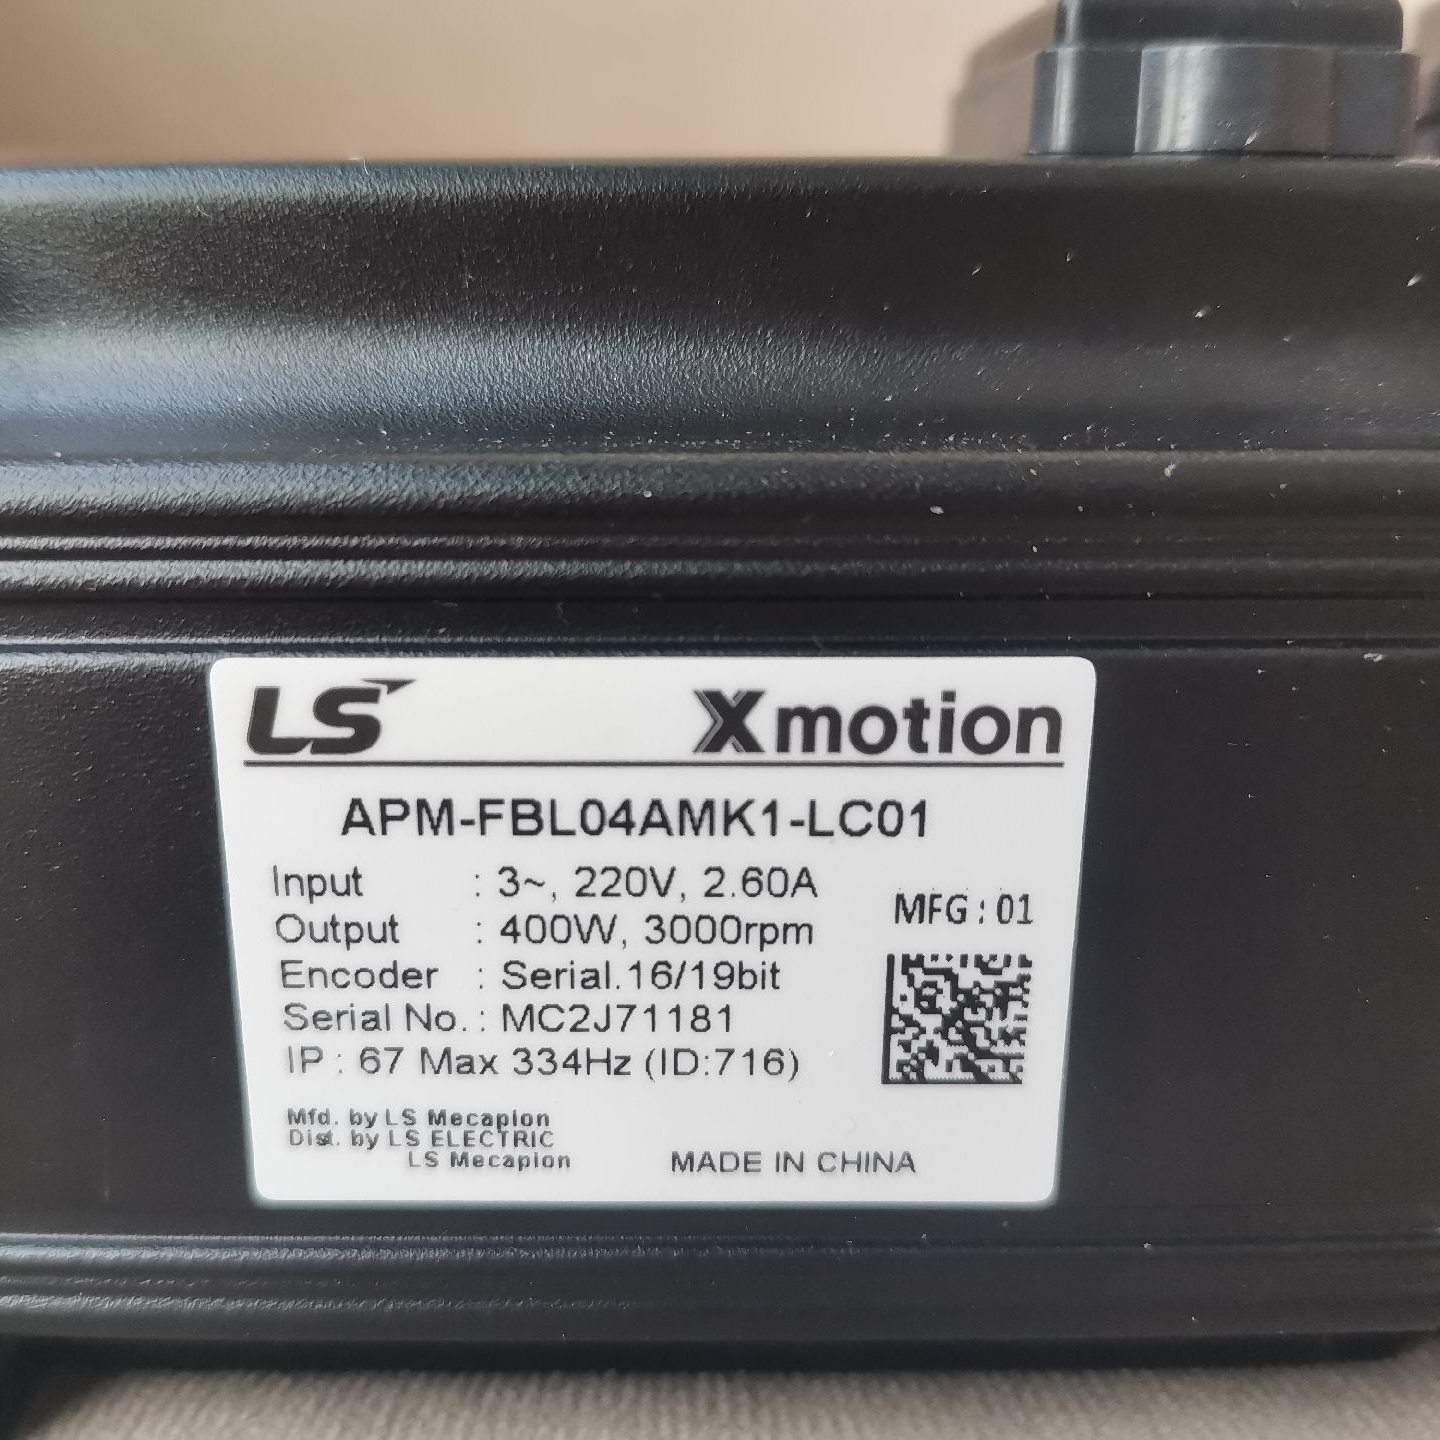 LS Xmotion
APM-FBL04AMK1-LC01
Input : 3~, 220V, 2.60A
Output : 400W, 3000rpm
MFG : 01
Encoder : Serial.16/19bit
Serial No. : MC2J71181
IP : 67 Max 334Hz (ID:716)
Mfd. by LS Mecapion
Dist. by LS ELECTRIC
LS Mecapion
MADE IN CHINA